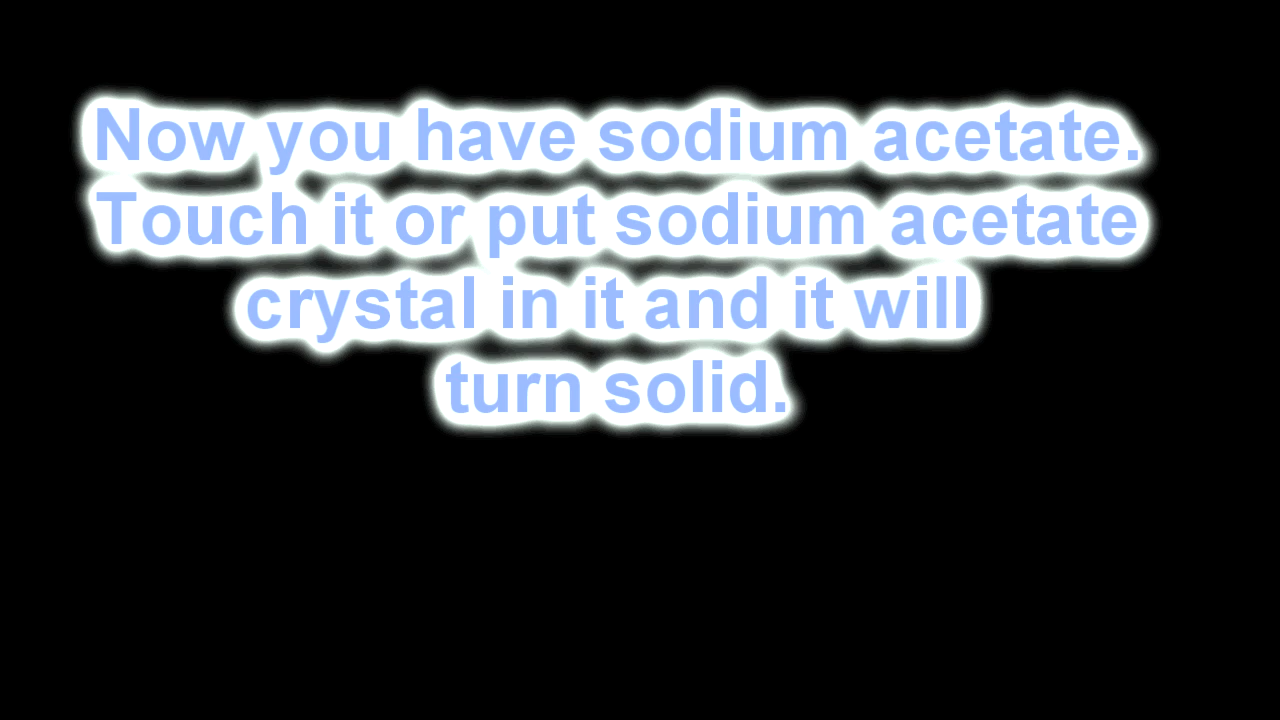 Now you have sodium acetate.
Touch it or put sodium acetate
crystal in it and it will
turn solid.